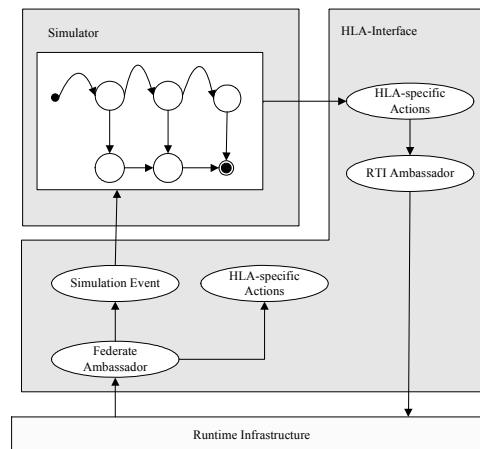 Simulator
HLA-Interface
HLA-specific
Actions
RTI Ambassador
Simulation Event
HLA-specific
Actions
Federate
Ambassador
Runtime Infrastructure